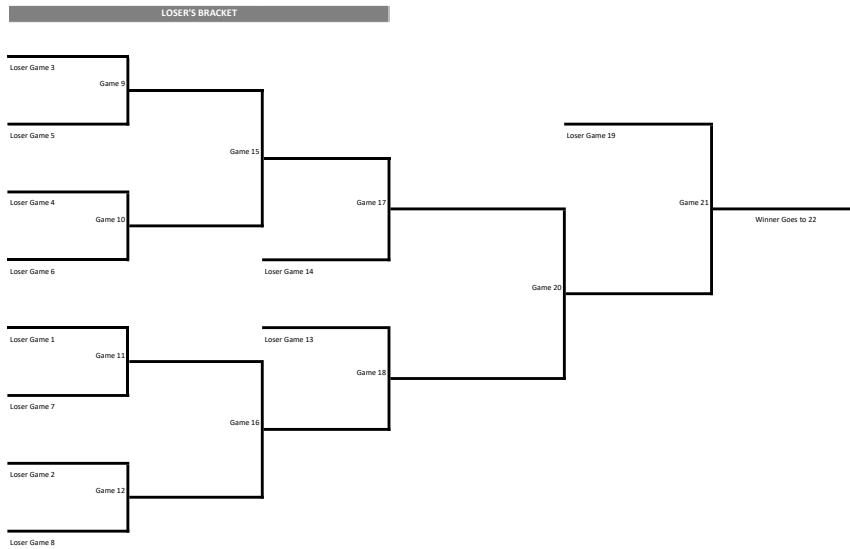 LOSER'S BRACKET
Loser Game 3
Game 9
Loser Game 5
Game 15
Loser Game 19
Loser Game 4
Game 10
Game 17
Game 21
Winner Goes to 22
Loser Game 6
Loser Game 14
Game 20
Loser Game 1
Game 11
Loser Game 13
Game 18
Loser Game 7
Game 16
Loser Game 2
Game 12
Loser Game 8